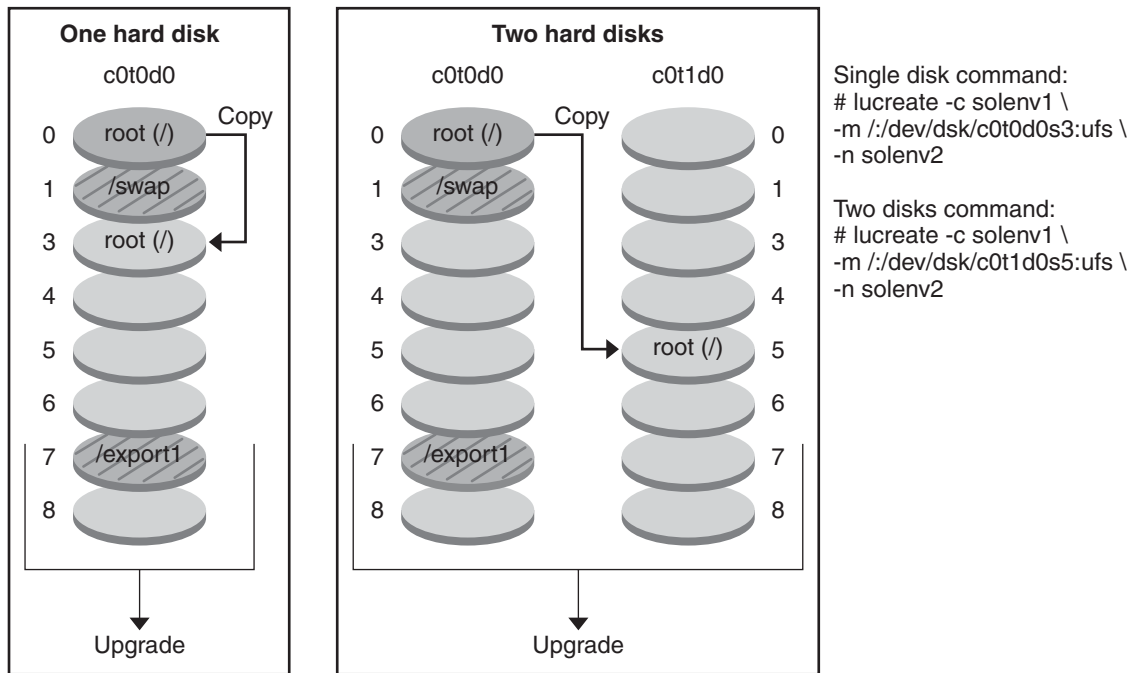 One hard disk
c0t0d0
Copy
0 root (/)
1 /swap
3 root (/)
4
5
6
7 /export1
8
Upgrade
Two hard disks
c0t0d0 c0t1d0
Copy
0 root (/) 0
1 /swap 1
3 3
4 4
5 root (/) 5
6 6
7 /export1 7
8 8
Upgrade
Single disk command:
# lucreate -c solenv1 \
-m /:/dev/dsk/c0t0d0s3:ufs \
-n solenv2
Two disks command:
# lucreate -c solenv1 \
-m /:/dev/dsk/c0t1d0s5:ufs \
-n solenv2